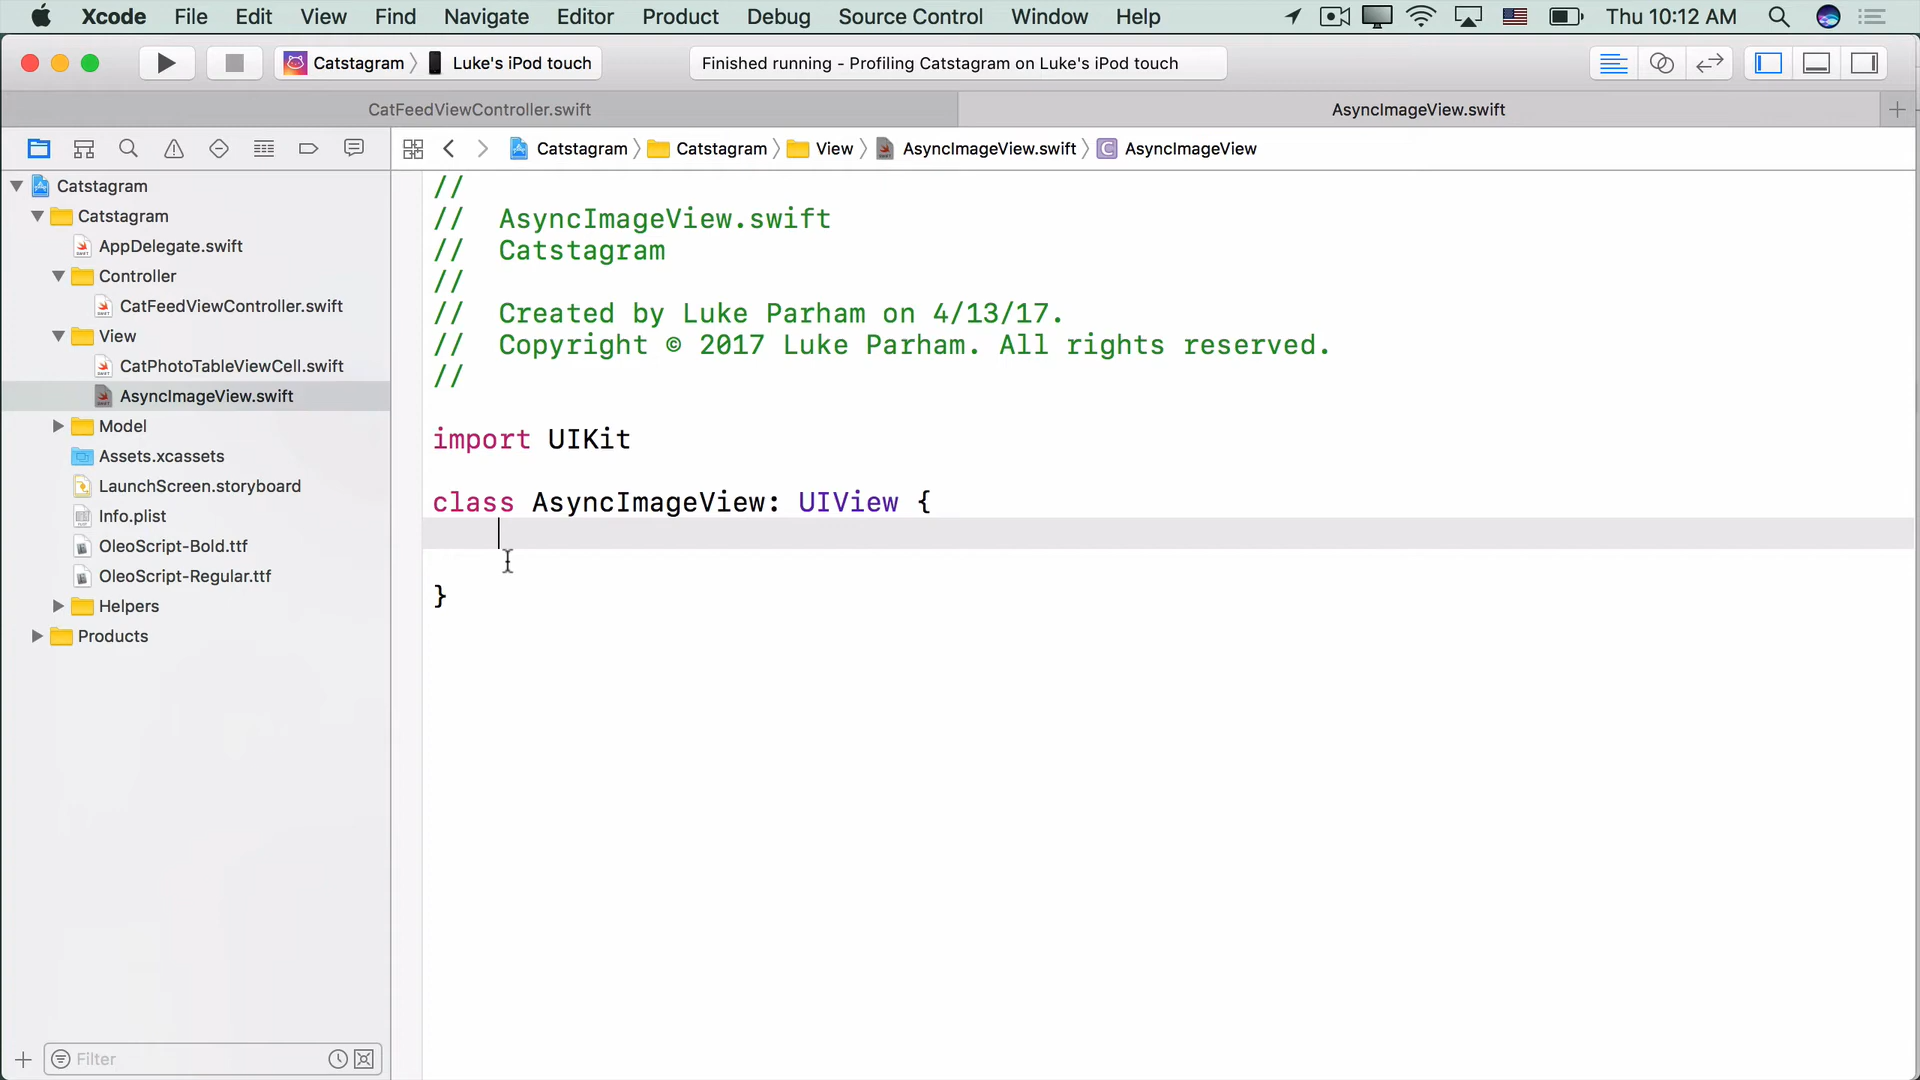 Xcode File Edit View Find Navigate Editor Product Debug Source Control Window Help Thu 10:12 AM
Catstagram Luke's iPod touch Finished running - Profiling Catstagram on Luke's iPod touch
CatFeedViewController.swift AsyncImageView.swift
Catstagram Catstagram View AsyncImageView.swift C AsyncImageView
Catstagram
Catstagram
AppDelegate.swift
Controller
CatFeedViewController.swift
View
CatPhotoTableViewCell.swift
AsyncImageView.swift
Model
Assets.xcassets
LaunchScreen.storyboard
Info.plist
OleoScript-Bold.ttf
OleoScript-Regular.ttf
Helpers
Products
Filter
//
// AsyncImageView.swift
// Catstagram
//
// Created by Luke Parham on 4/13/17.
// Copyright © 2017 Luke Parham. All rights reserved.
//
import UIKit
class AsyncImageView: UIView {
}